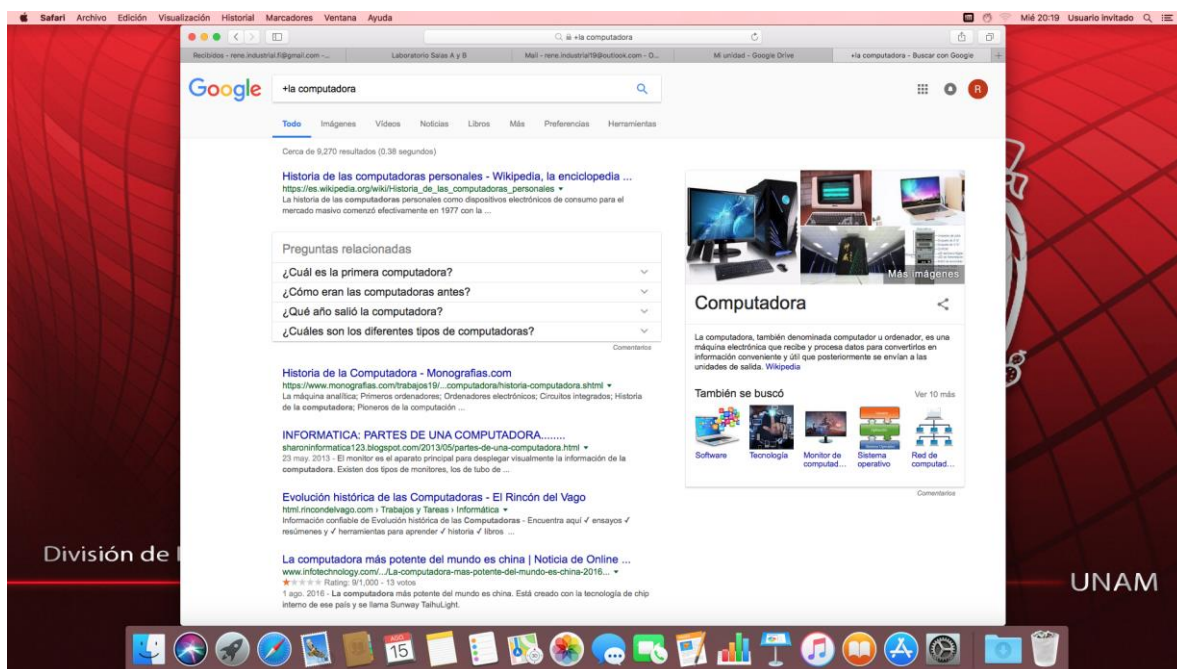 Safari Archivo Edición Visualización Historial Marcadores Ventana Ayuda
Mié 20:19 Usuario invitado
+la computadora
Recibidos - rene.industrial.fi@gmail.com -...
Laboratorio Salas A y B
Mail - rene.industrial19@outlook.com - O...
Mi unidad - Google Drive
+la computadora - Buscar con Google
Google
+la computadora
R
Todo Imágenes Vídeos Noticias Libros Más Preferencias Herramientas
Cerca de 9,270 resultados (0.38 segundos)
Historia de las computadoras personales - Wikipedia, la enciclopedia ...
https://es.wikipedia.org/wiki/Historia_de_las_computadoras_personales
La historia de las computadoras personales como dispositivos electrónicos de consumo para el
mercado masivo comenzó efectivamente en 1977 con la ...
Preguntas relacionadas
¿Cuál es la primera computadora?
¿Cómo eran las computadoras antes?
¿Qué año salió la computadora?
¿Cuáles son los diferentes tipos de computadoras?
Comentarios
Historia de la Computadora - Monografias.com
https://www.monografias.com/trabajos19/...computadora/historia-computadora.shtml
La máquina analítica; Primeros ordenadores; Ordenadores electrónicos; Circuitos integrados; Historia
de la computadora; Pioneros de la computación ...
INFORMATICA: PARTES DE UNA COMPUTADORA........
sharoninformatica123.blogspot.com/2013/05/partes-de-una-computadora.html
23 may. 2013 - El monitor es el aparato principal para desplegar visualmente la información de la
computadora. Existen dos tipos de monitores, los de tubo de ...
Evolución histórica de las Computadoras - El Rincón del Vago
html.rincondelvago.com › Trabajos y Tareas › Informática
Información confiable de Evolución histórica de las Computadoras - Encuentra aquí ✓ ensayos ✓
resúmenes y ✓ herramientas para aprender ✓ historia ✓ libros ...
La computadora más potente del mundo es china | Noticia de Online ...
www.infotechnology.com/.../La-computadora-mas-potente-del-mundo-es-china-2016...
Rating: 9/1,000 - 13 votos
1 ago. 2016 - La computadora más potente del mundo es china. Está creado con la tecnología de chip
interno de ese país y se llama Sunway TaihuLight.
Más imágenes
Computadora
La computadora, también denominada computador u ordenador, es una
máquina electrónica que recibe y procesa datos para convertirlos en
información conveniente y útil que posteriormente se envían a las
unidades de salida. Wikipedia
También se buscó
Ver 10 más
Software
Tecnología
Monitor de
computad...
Sistema
operativo
Red de
computad...
Comentarios
División de I
UNAM
AGO
15